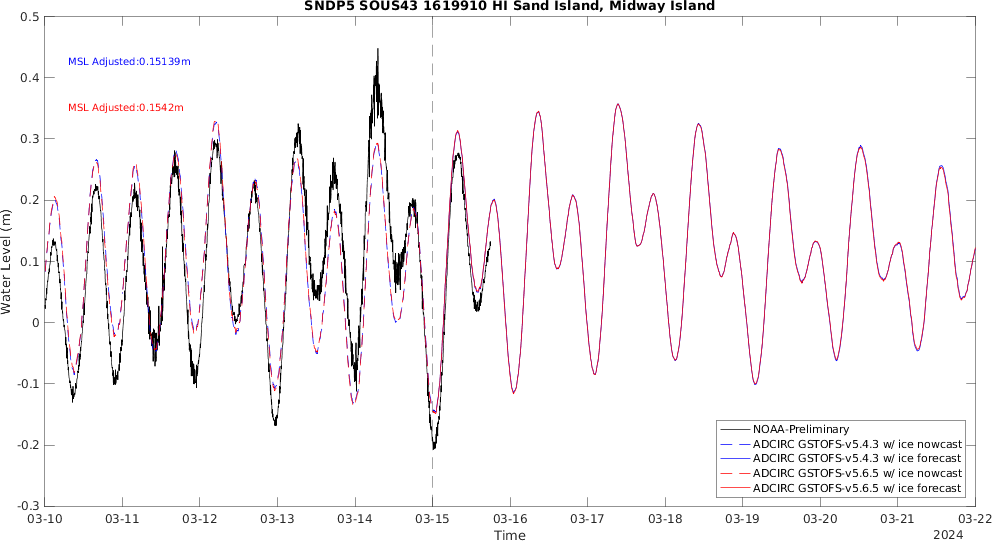 SNDP5 SOUS43 1619910 HI Sand Island, Midway Island
0.5
0.4
0.3
0.2
0.1
0
-0.1
-0.2
-0.3
Water Level (m)
MSL Adjusted:0.15139m
MSL Adjusted:0.1542m
NOAA-Preliminary
ADCIRC GSTOFS-v5.4.3 w/ ice nowcast
ADCIRC GSTOFS-v5.4.3 w/ ice forecast
ADCIRC GSTOFS-v5.6.5 w/ ice nowcast
ADCIRC GSTOFS-v5.6.5 w/ ice forecast
03-10 03-11 03-12 03-13 03-14 03-15 03-16 03-17 03-18 03-19 03-20 03-21 03-22
Time
2024